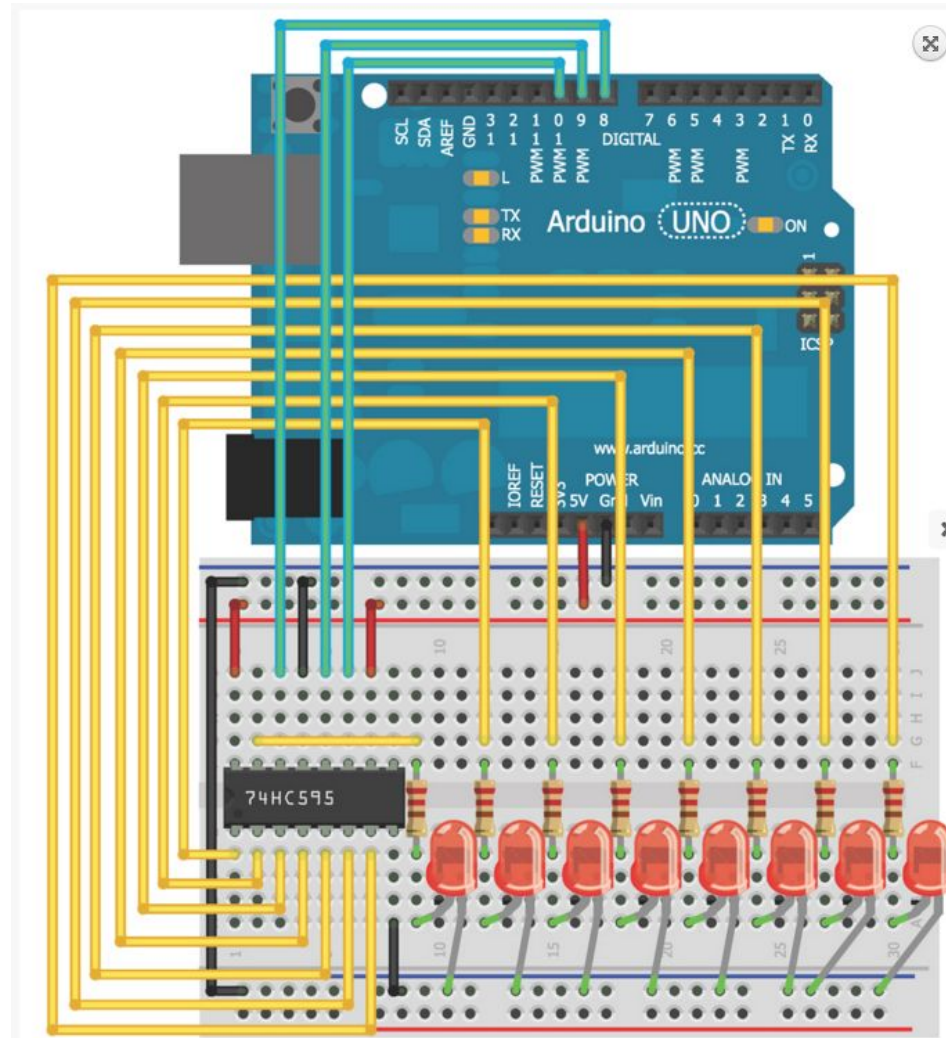 SCL
SDA
AREF
GND
13
12
PWM 11
PWM 10
PWM 9
8
DIGITAL
7
PWM 6
PWM 5
4
PWM 3
2
TX 1
RX 0
L
TX
RX
Arduino UNO
ON
1
ICSP
www.arduino.cc
POWER
ANALOG IN
IOREF
RESET
3V3
5V
Gnd
Vin
0 1 2 3 4 5
10 15 20 25 30
J
I
H
G
F
74HC595
A
1 10 15 20 25 30